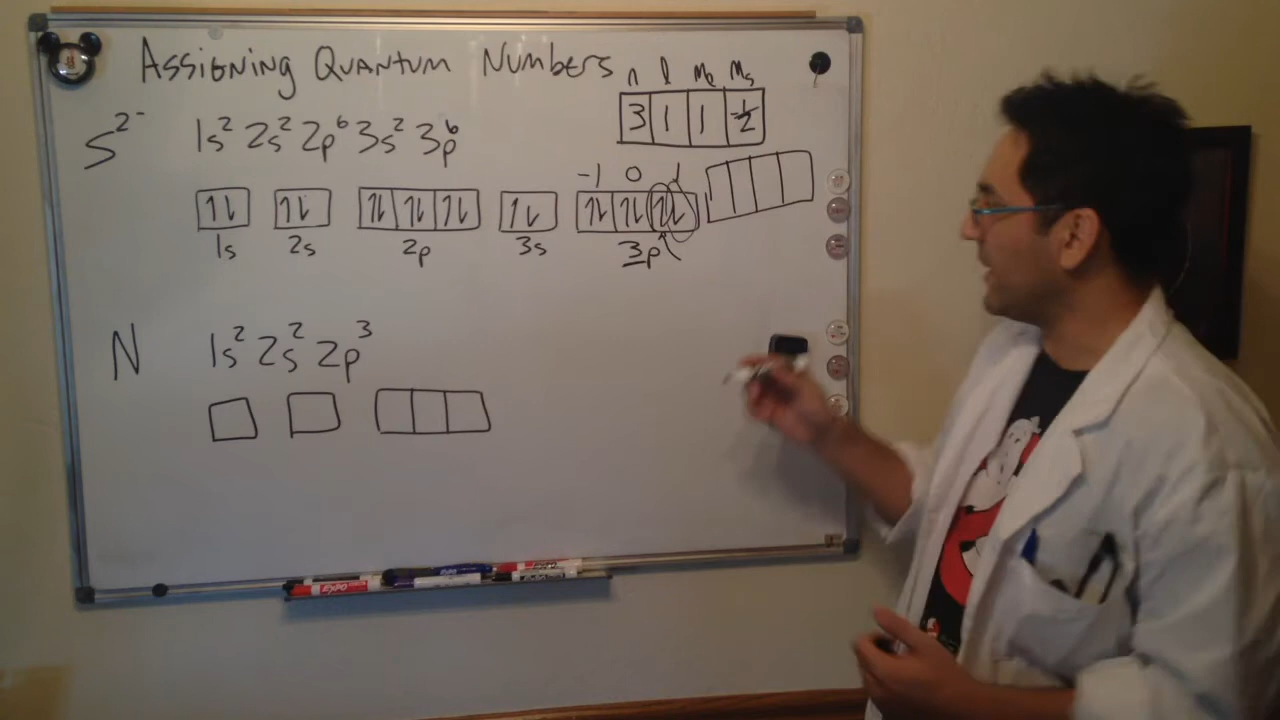 ASSIGNING QUANTUM NUMBERS
n l mₗ mₛ
3 1 1 -½
S²⁻ 1s² 2s² 2p⁶ 3s² 3p⁶
-1 0 1
↑↓ ↑↓ ↑↓ ↑↓ ↑↓ ↑↓ ↑↓ ↑↓ ↑↓
1s 2s 2p 3s 3p
N 1s² 2s² 2p³
EXPO